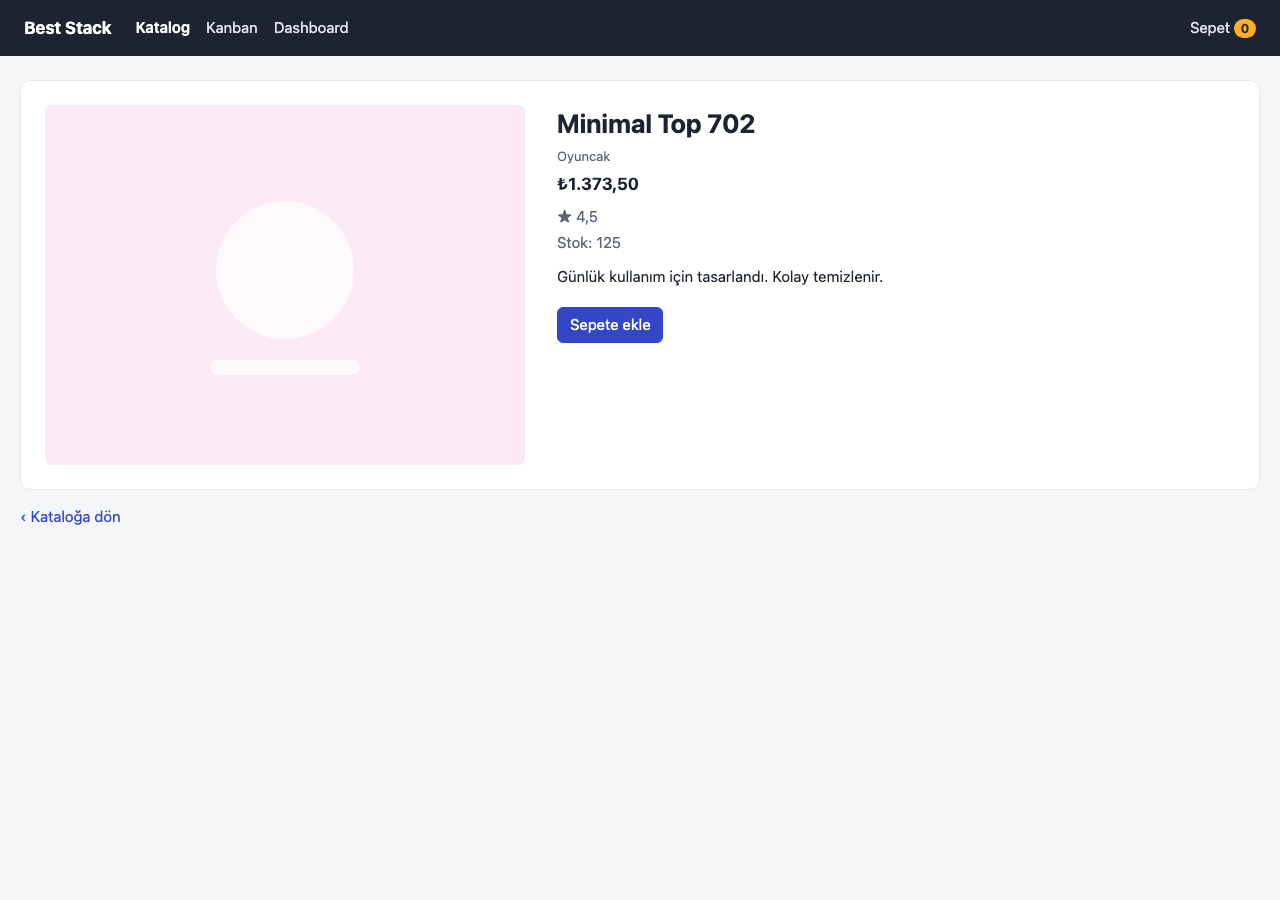 Best Stack Katalog Kanban Dashboard Sepet 0
Minimal Top 702
Oyuncak
₺1.373,50
★ 4,5
Stok: 125
Günlük kullanım için tasarlandı. Kolay temizlenir.
Sepete ekle
‹ Kataloğa dön